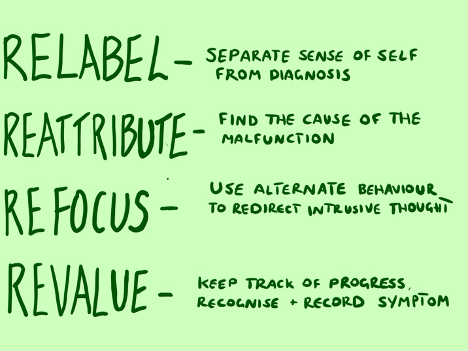 RELABEL - SEPARATE SENSE OF SELF
FROM DIAGNOSIS
REATTRIBUTE - FIND THE CAUSE OF THE
MALFUNCTION
REFOCUS - USE ALTERNATE BEHAVIOUR
TO REDIRECT INTRUSIVE THOUGHT
REVALUE - KEEP TRACK OF PROGRESS,
RECOGNISE + RECORD SYMPTOM